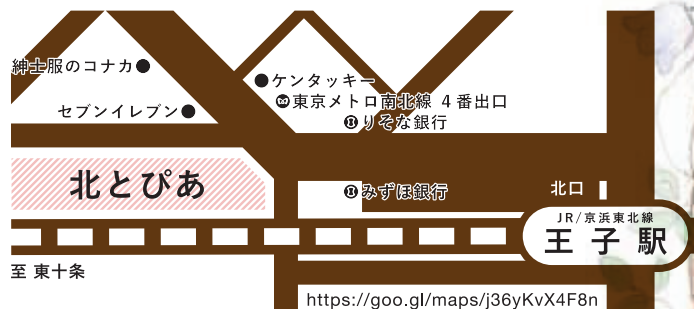 紳士服のコナカ
ケンタッキー
東京メトロ南北線 4番出口
セブンイレブン
りそな銀行
北とぴあ
みずほ銀行
北口
JR/京浜東北線
王子駅
至 東十条
https://goo.gl/maps/j36yKvX4F8n